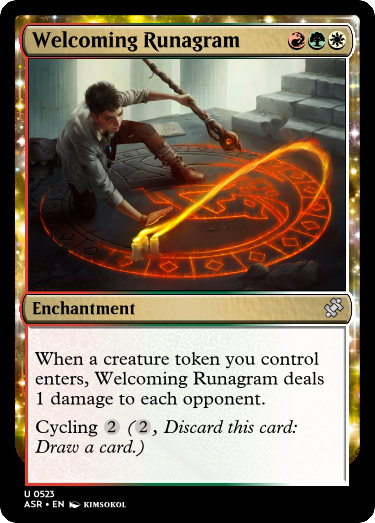 Welcoming Runagram
Enchantment
When a creature token you control
enters, Welcoming Runagram deals
1 damage to each opponent.
Cycling 2 (2, Discard this card:
Draw a card.)
U 0523
ASR • EN KIMSOKOL